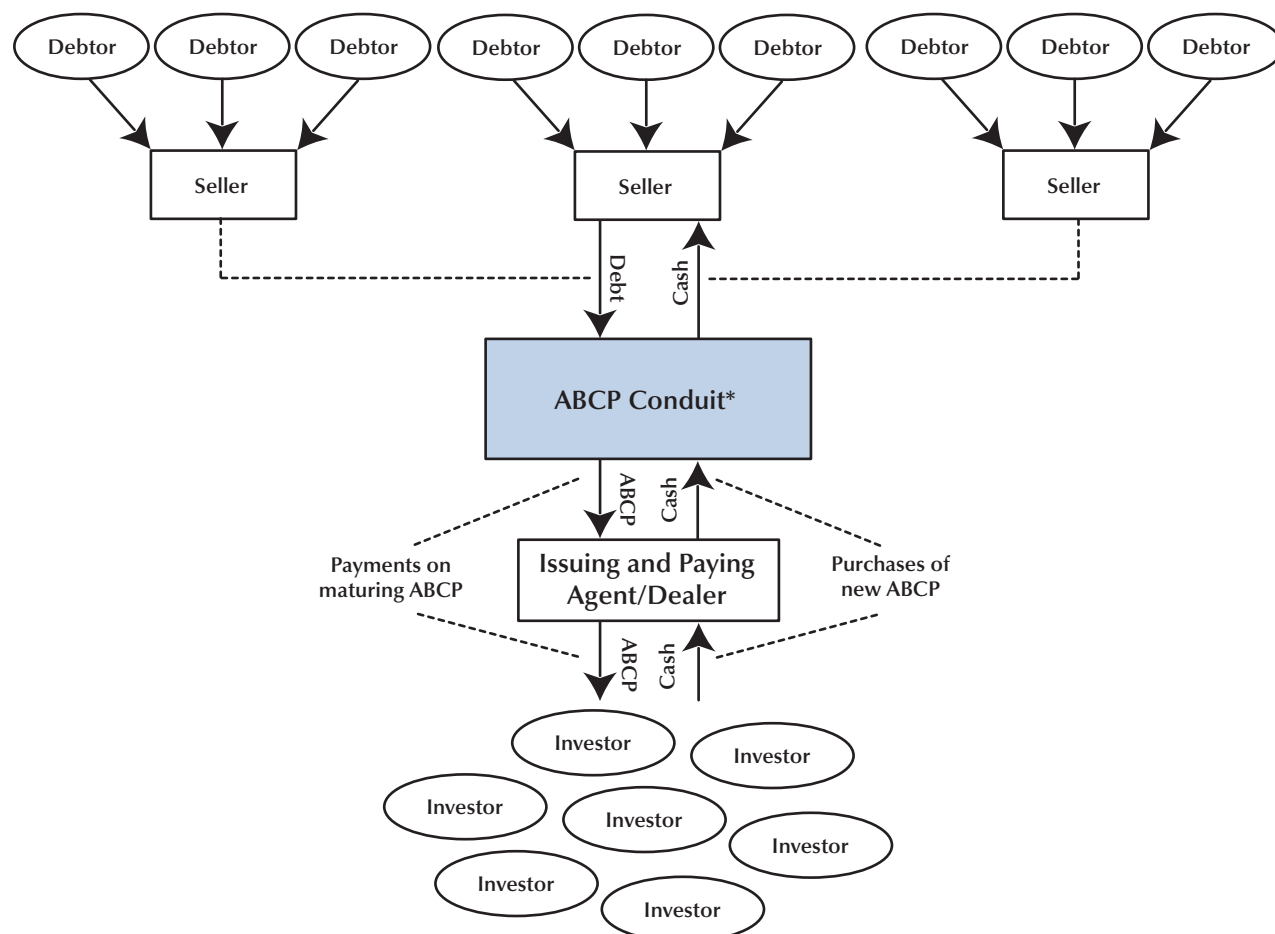 Debtor
Debtor
Debtor
Debtor
Debtor
Debtor
Debtor
Debtor
Debtor
Seller
Seller
Seller
Debt
Cash
ABCP Conduit*
ABCP
Cash
Payments on
maturing ABCP
Issuing and Paying
Agent/Dealer
Purchases of
new ABCP
ABCP
Cash
Investor
Investor
Investor
Investor
Investor
Investor
Investor